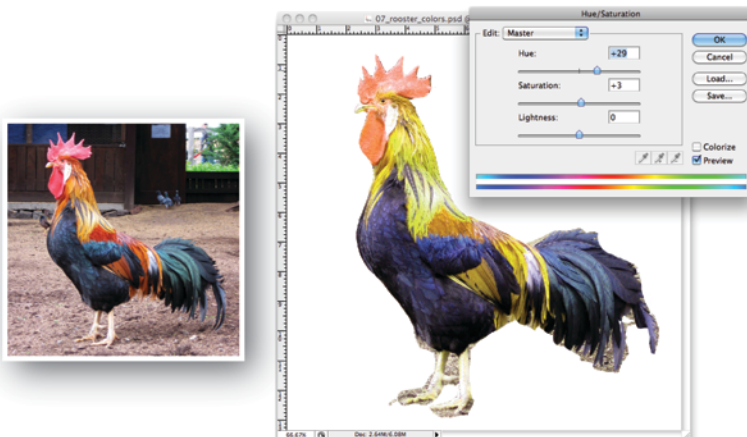 07_rooster_colors.psd @
Hue/Saturation
Edit: Master
Hue: +29
Saturation: +3
Lightness: 0
OK
Cancel
Load...
Save...
Colorize
Preview
66.67%
Doc: 2.64M/6.08M